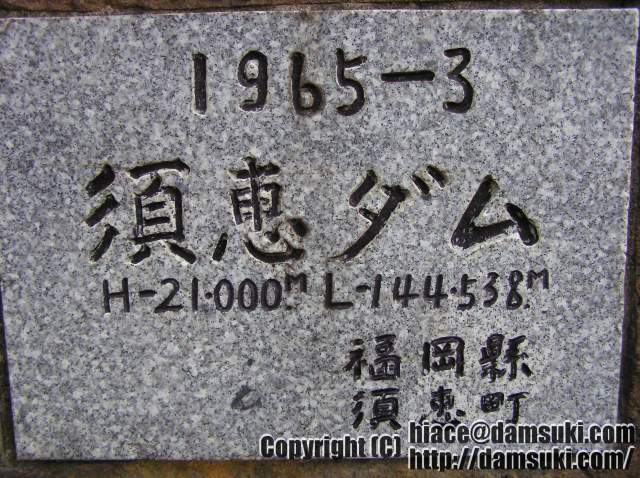 1965-3
須恵ダム
H-21.000M L-144.538M
福岡縣
須恵町
Copyright (C) hiace@damsuki.com
http://damsuki.com/